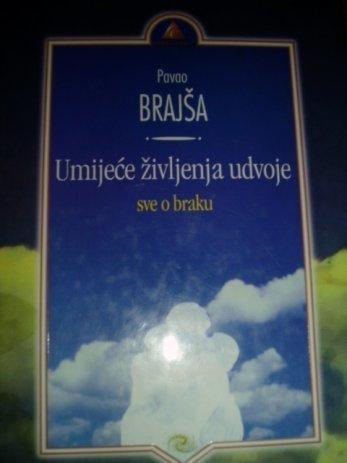 Pavao
BRAJŠA
Umijeće življenja udvoje
sve o braku